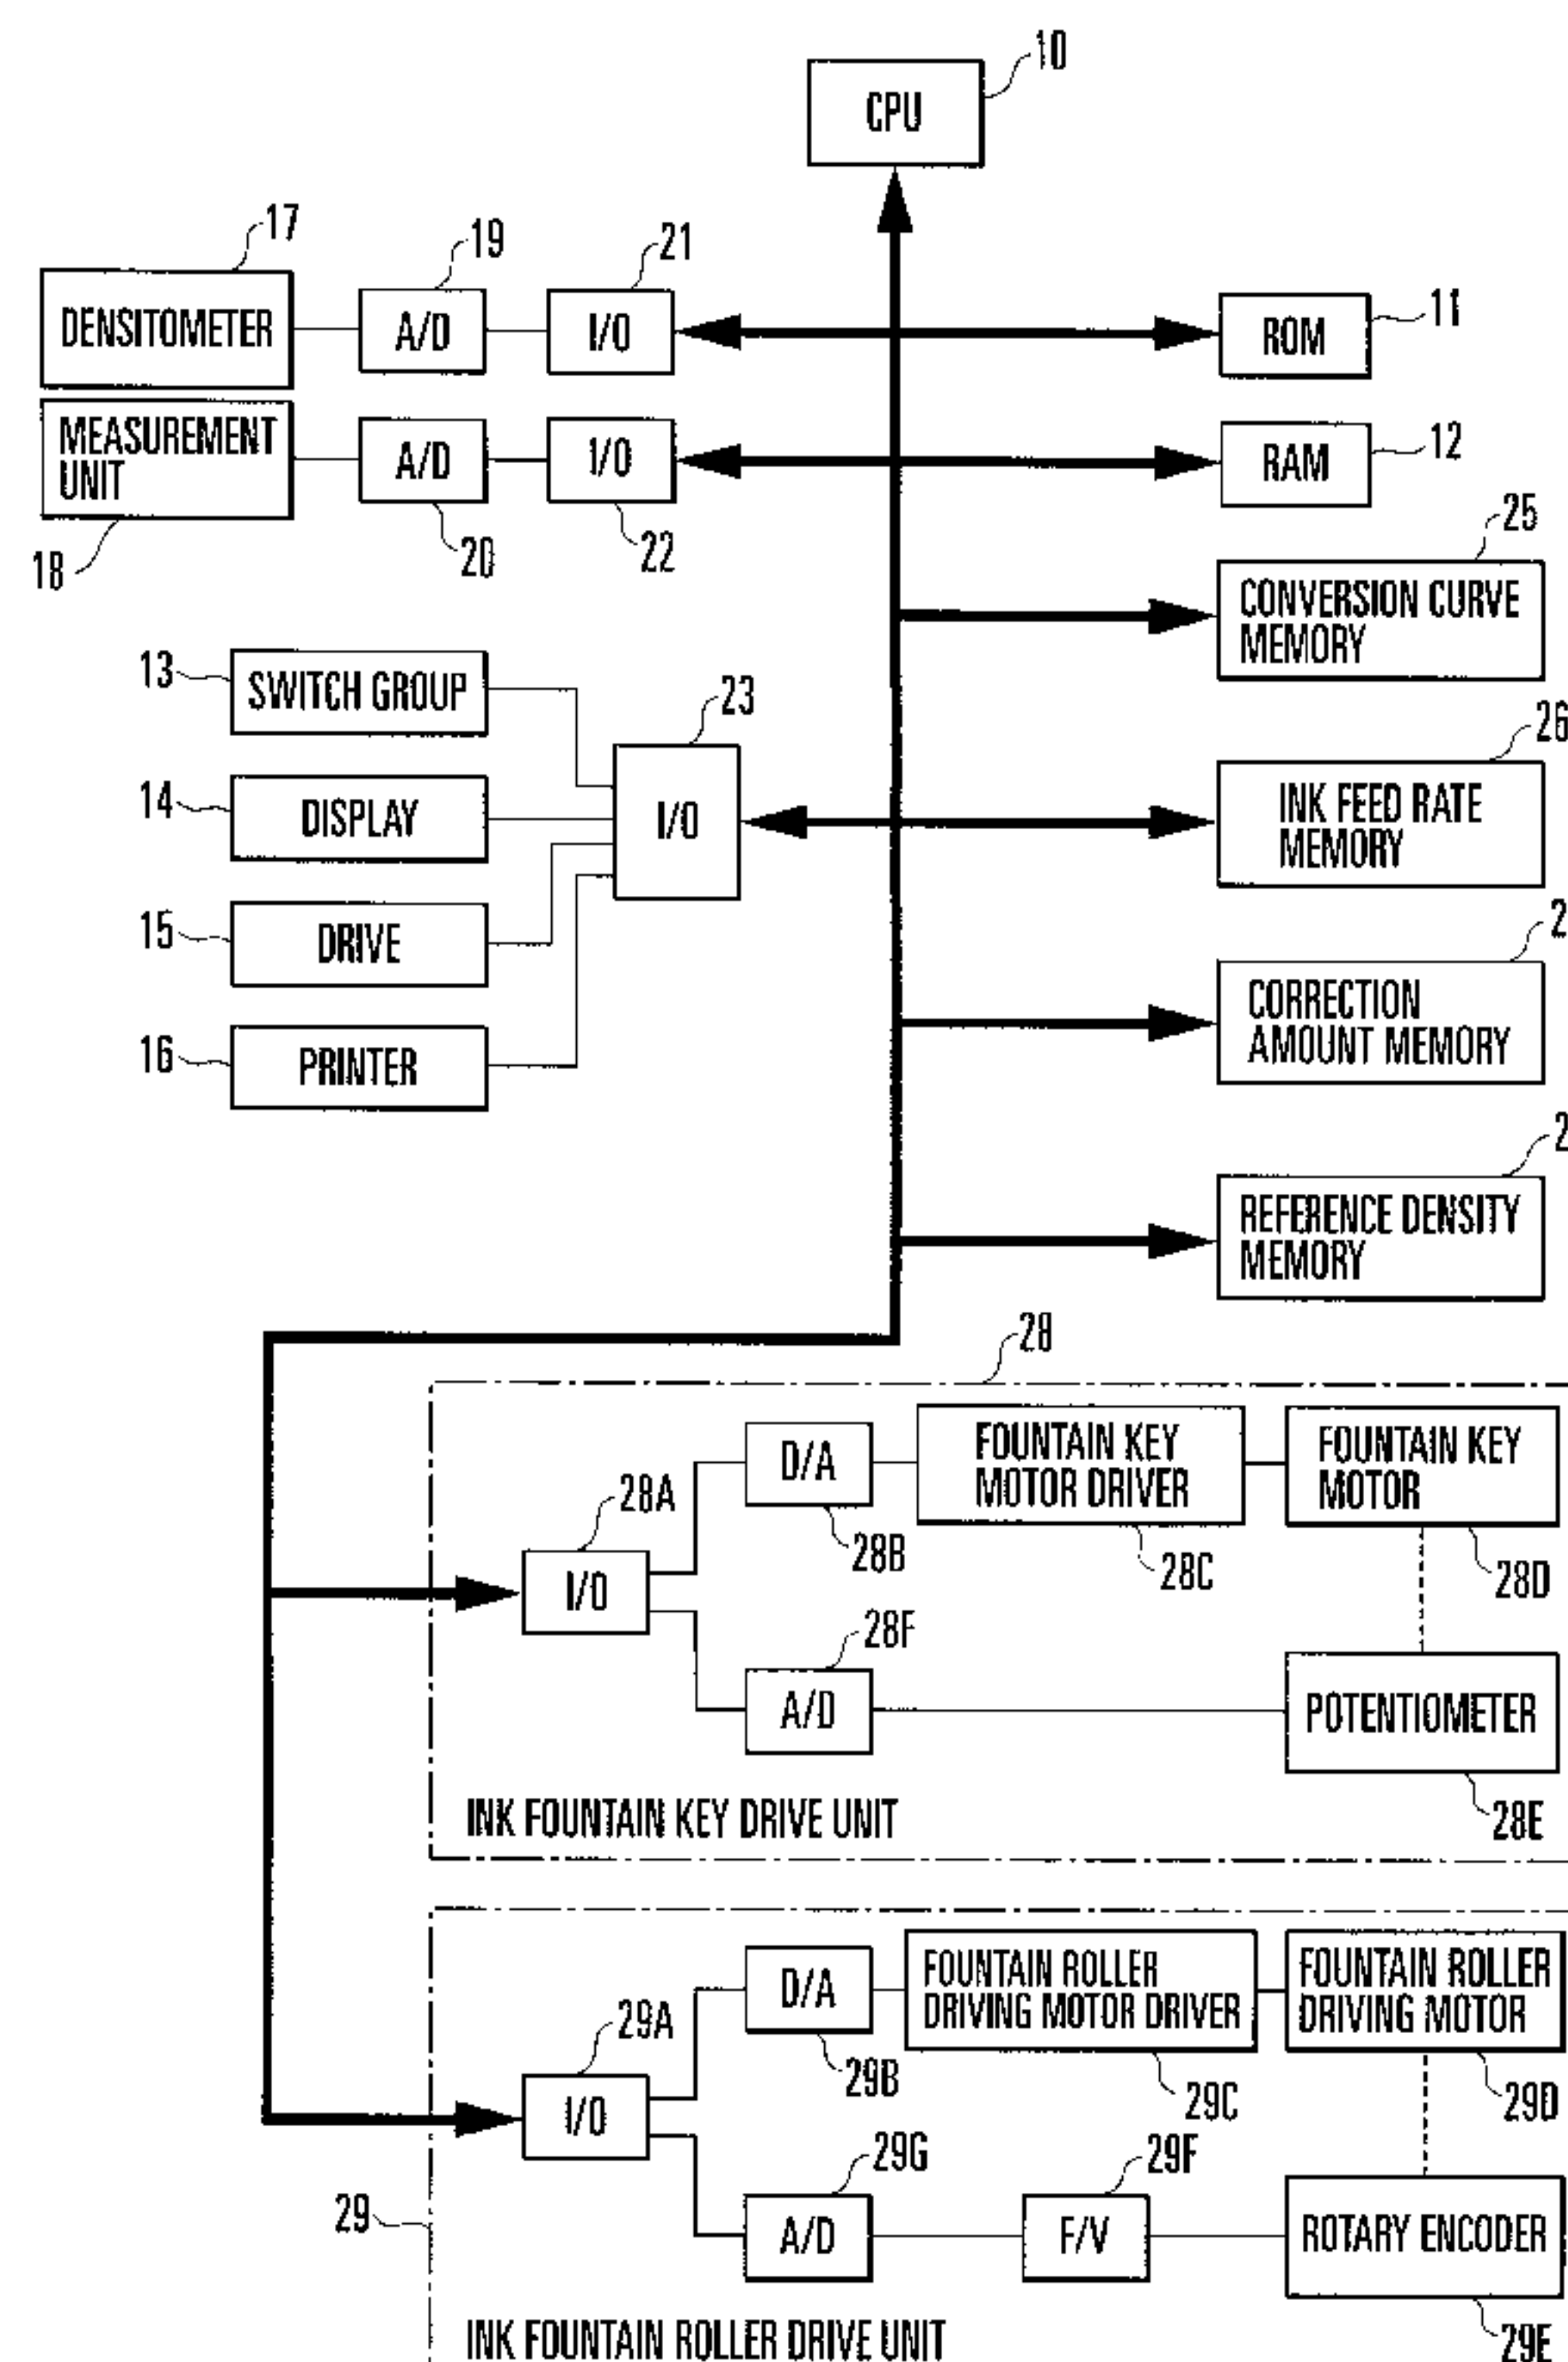 10
CPU
17
19
21
DENSITOMETER
A/D
I/O
ROM
11
MEASUREMENT
UNIT
A/D
I/O
RAM
12
18
20
22
25
CONVERSION CURVE
MEMORY
13
SWITCH GROUP
23
26
14
DISPLAY
I/O
INK FEED RATE
MEMORY
15
DRIVE
2
CORRECTION
AMOUNT MEMORY
16
PRINTER
2
REFERENCE DENSITY
MEMORY
28
28A
D/A
FOUNTAIN KEY
MOTOR DRIVER
FOUNTAIN KEY
MOTOR
28B
28C
28D
I/O
28F
A/D
POTENTIOMETER
28E
INK FOUNTAIN KEY DRIVE UNIT
29A
D/A
FOUNTAIN ROLLER
DRIVING MOTOR DRIVER
FOUNTAIN ROLLER
DRIVING MOTOR
29B
29C
29D
I/O
29G
29F
29
A/D
F/V
ROTARY ENCODER
29E
INK FOUNTAIN ROLLER DRIVE UNIT